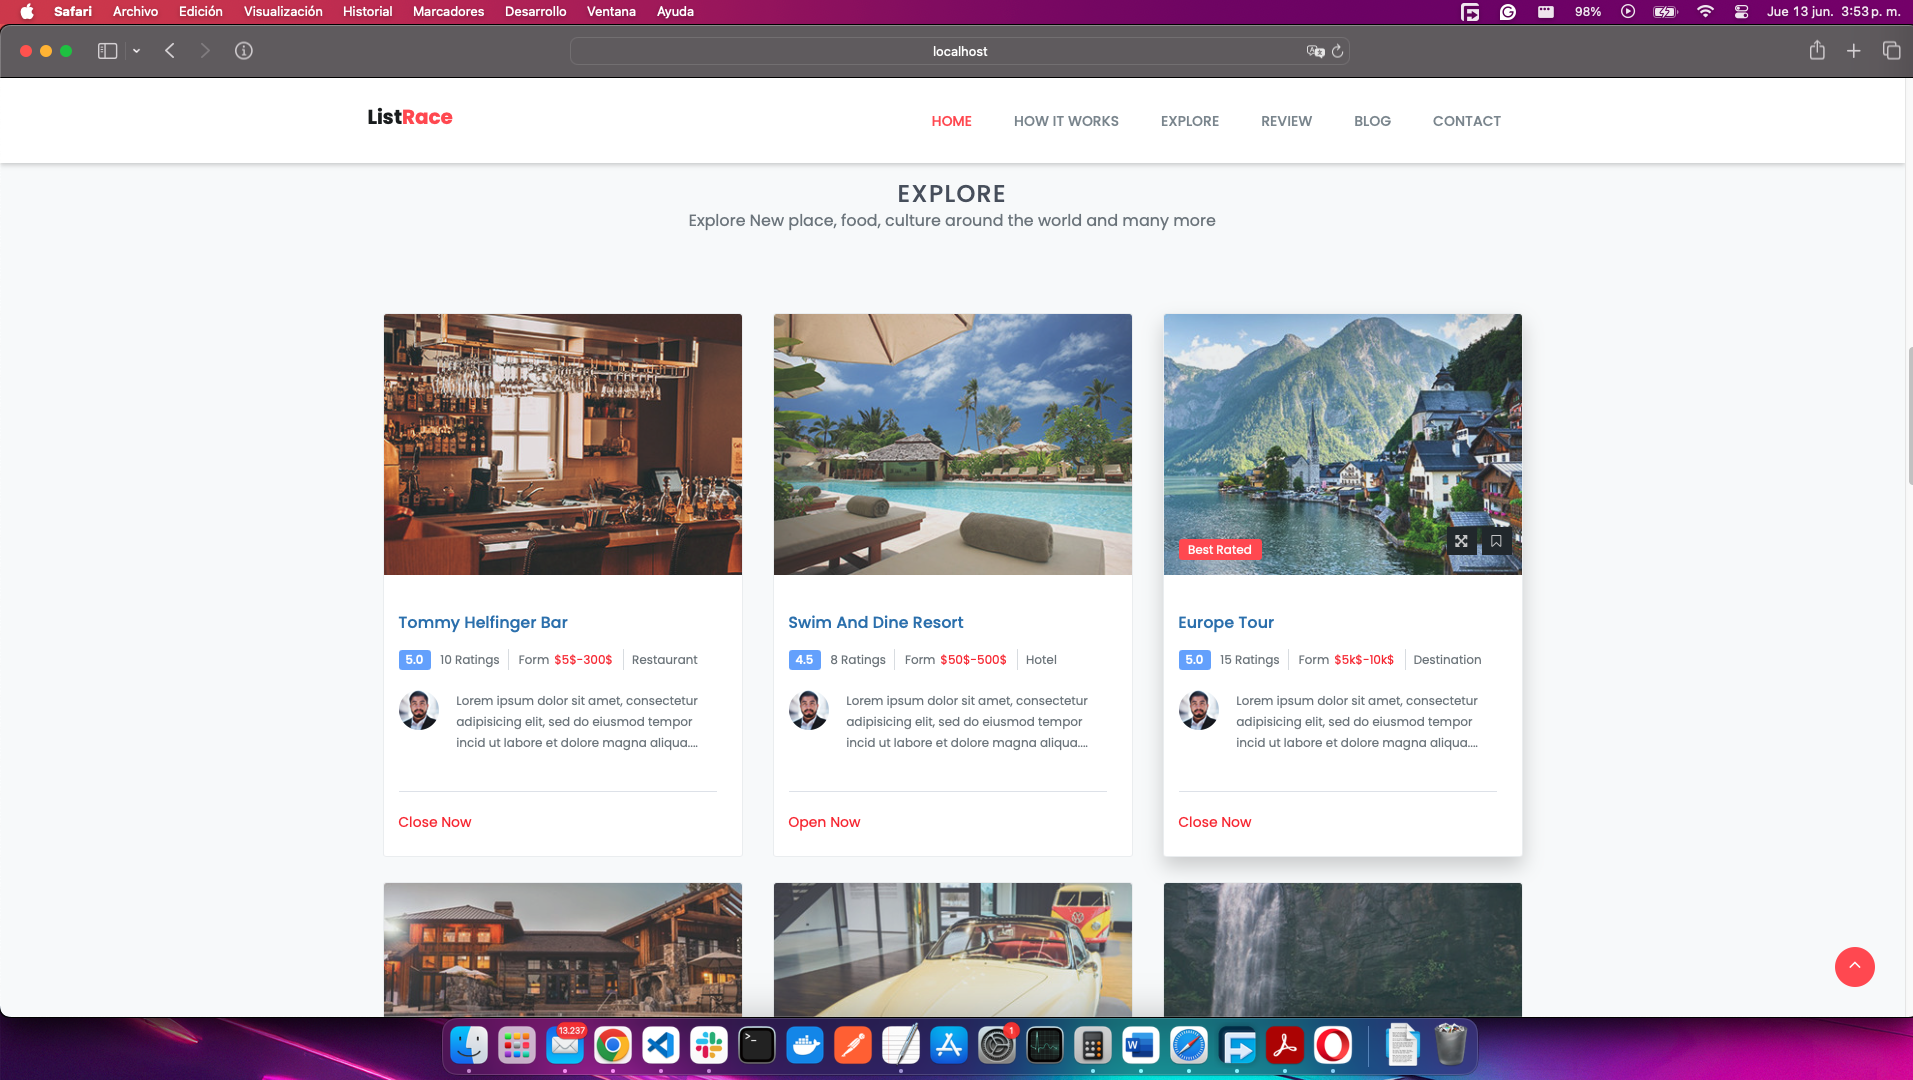 Safari Archivo Edición Visualización Historial Marcadores Desarrollo Ventana Ayuda 98% Jue 13 jun. 3:53 p. m.
localhost
ListRace HOME HOW IT WORKS EXPLORE REVIEW BLOG CONTACT
EXPLORE
Explore New place, food, culture around the world and many more
Best Rated
Tommy Helfinger Bar
5.0 10 Ratings Form $5$-300$ Restaurant
Lorem ipsum dolor sit amet, consectetur
adipisicing elit, sed do eiusmod tempor
incid ut labore et dolore magna aliqua....
Close Now
Swim And Dine Resort
4.5 8 Ratings Form $50$-500$ Hotel
Lorem ipsum dolor sit amet, consectetur
adipisicing elit, sed do eiusmod tempor
incid ut labore et dolore magna aliqua....
Open Now
Europe Tour
5.0 15 Ratings Form $5k$-10k$ Destination
Lorem ipsum dolor sit amet, consectetur
adipisicing elit, sed do eiusmod tempor
incid ut labore et dolore magna aliqua....
Close Now
13.237
1